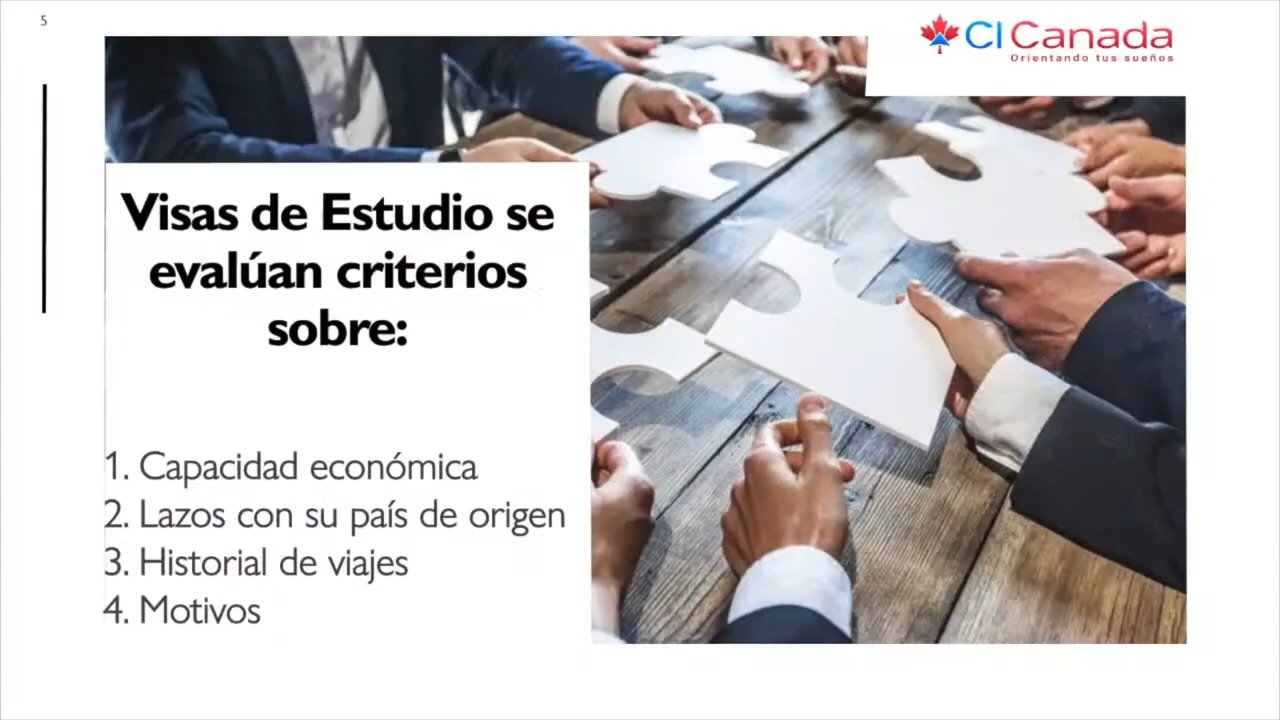 5
CI Canada
Orientando tus sueños
Visas de Estudio se
evalúan criterios
sobre:
1. Capacidad económica
2. Lazos con su país de origen
3. Historial de viajes
4. Motivos